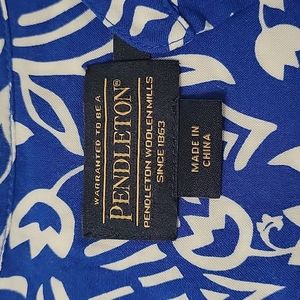 WARRANTED TO BE A
PENDLETON®
PENDLETON WOOLEN MILLS
SINCE 1863
MADE IN
CHINA